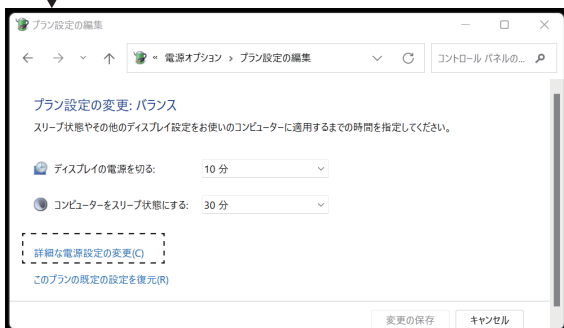 プラン設定の編集
« 電源オプション › プラン設定の編集
コントロール パネルの...
プラン設定の変更: バランス
スリープ状態やその他のディスプレイ設定をお使いのコンピューターに適用するまでの時間を指定してください。
ディスプレイの電源を切る: 10 分
コンピューターをスリープ状態にする: 30 分
詳細な電源設定の変更(C)
このプランの既定の設定を復元(R)
変更の保存 キャンセル